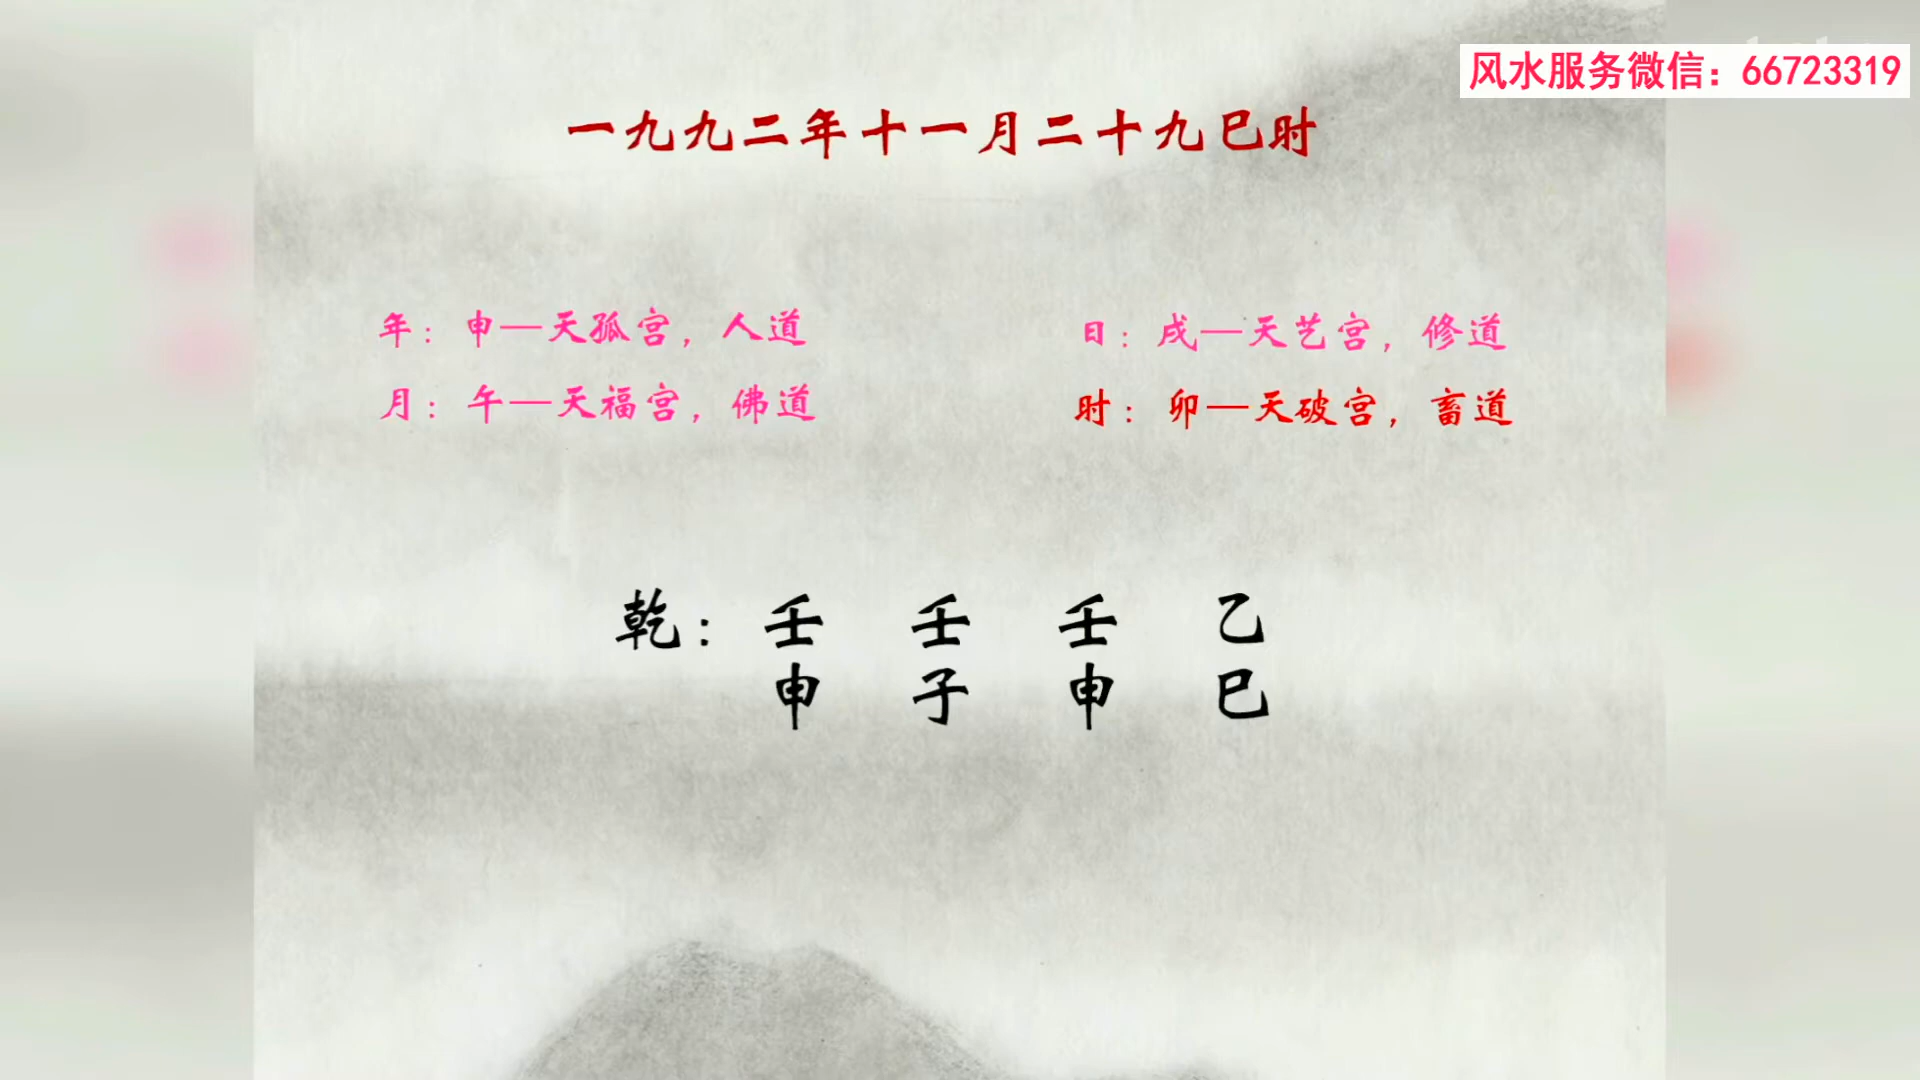 风水服务微信：66723319
一九九二年十一月二十九巳时
年：申—天孤宫，人道
月：午—天福宫，佛道
日：戌—天艺宫，修道
时：卯—天破宫，畜道
乾：壬 壬 壬 乙
申 子 申 巳